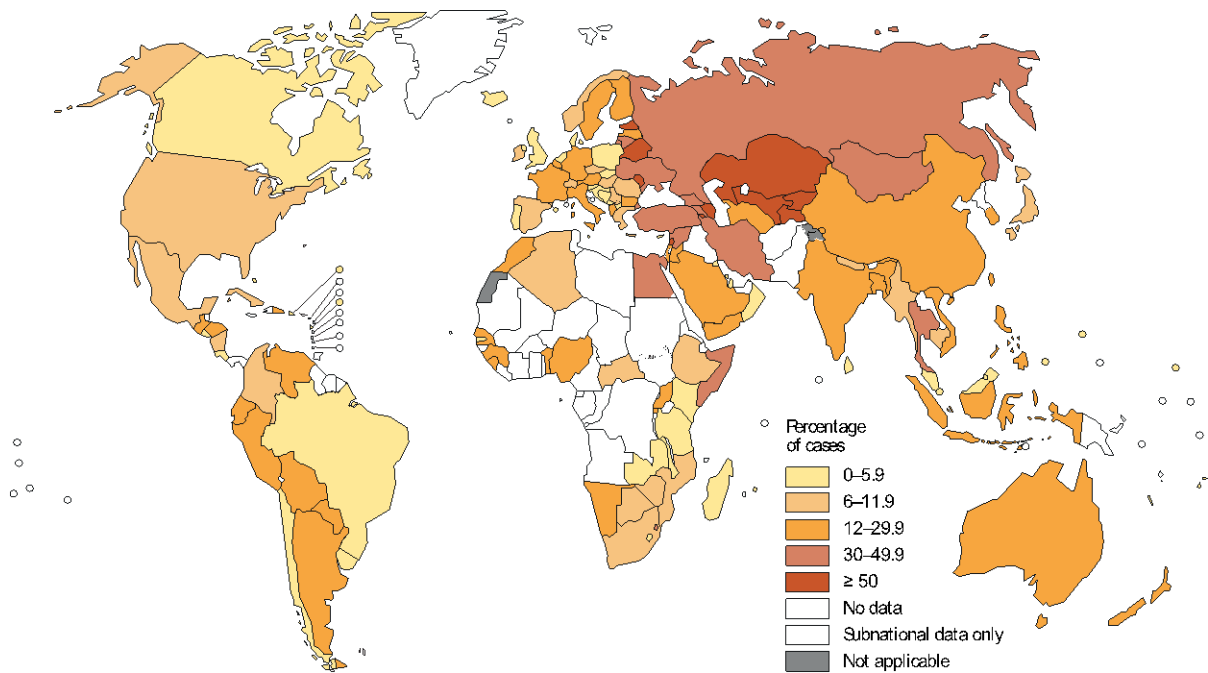 Percentage
of cases
0–5.9
6–11.9
12–29.9
30–49.9
≥ 50
No data
Subnational data only
Not applicable